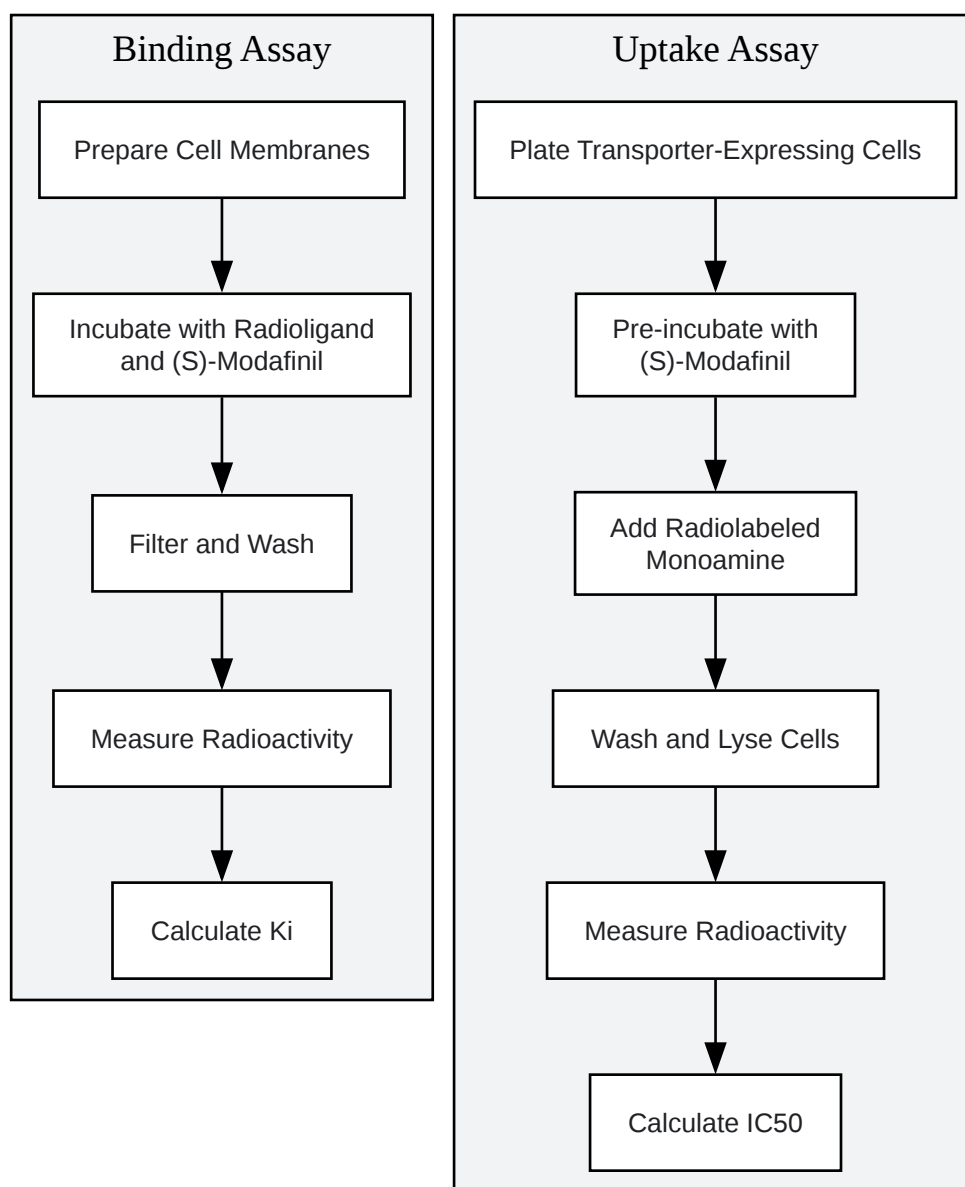 Binding Assay
Prepare Cell Membranes
Incubate with Radioligand
and (S)-Modafinil
Filter and Wash
Measure Radioactivity
Calculate Ki
Uptake Assay
Plate Transporter-Expressing Cells
Pre-incubate with
(S)-Modafinil
Add Radiolabeled
Monoamine
Wash and Lyse Cells
Measure Radioactivity
Calculate IC50